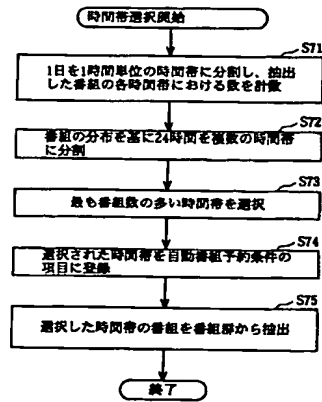 時間帯選択開始
S71
1日を1時間単位の時間帯に分割し、抽出
した番組の各時間帯における数を計数
S72
番組の分布を基に24時間を複数の時間帯
に分割
S73
最も番組数の多い時間帯を選択
S74
選択された時間帯を自動番組予約条件の
項目に登録
S75
選択した時間帯の番組を番組群から抽出
終了